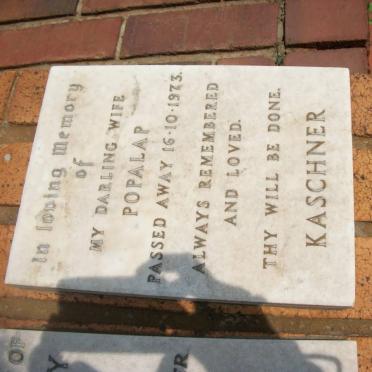 In loving Memory
of
MY DARLING WIFE
POPALAP
PASSED AWAY 16·10·1973.
ALWAYS REMEMBERED
AND LOVED.
THY WILL BE DONE.
KASCHNER
OF